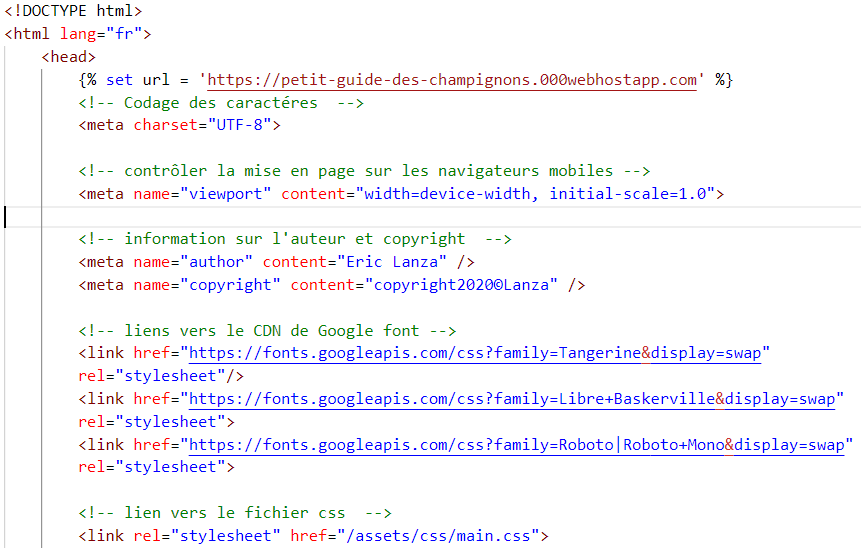 <!DOCTYPE html>
<html lang="fr">
<head>
{% set url = 'https://petit-guide-des-champignons.000webhostapp.com' %}
<!-- Codage des caractéres  -->
<meta charset="UTF-8">
<!-- contrôler la mise en page sur les navigateurs mobiles -->
<meta name="viewport" content="width=device-width, initial-scale=1.0">
<!-- information sur l'auteur et copyright  -->
<meta name="author" content="Eric Lanza" />
<meta name="copyright" content="copyright2020©Lanza" />
<!-- liens vers le CDN de Google font -->
<link href="https://fonts.googleapis.com/css?family=Tangerine&display=swap"
rel="stylesheet"/>
<link href="https://fonts.googleapis.com/css?family=Libre+Baskerville&display=swap"
rel="stylesheet">
<link href="https://fonts.googleapis.com/css?family=Roboto|Roboto+Mono&display=swap"
rel="stylesheet">
<!-- lien vers le fichier css  -->
<link rel="stylesheet" href="/assets/css/main.css">